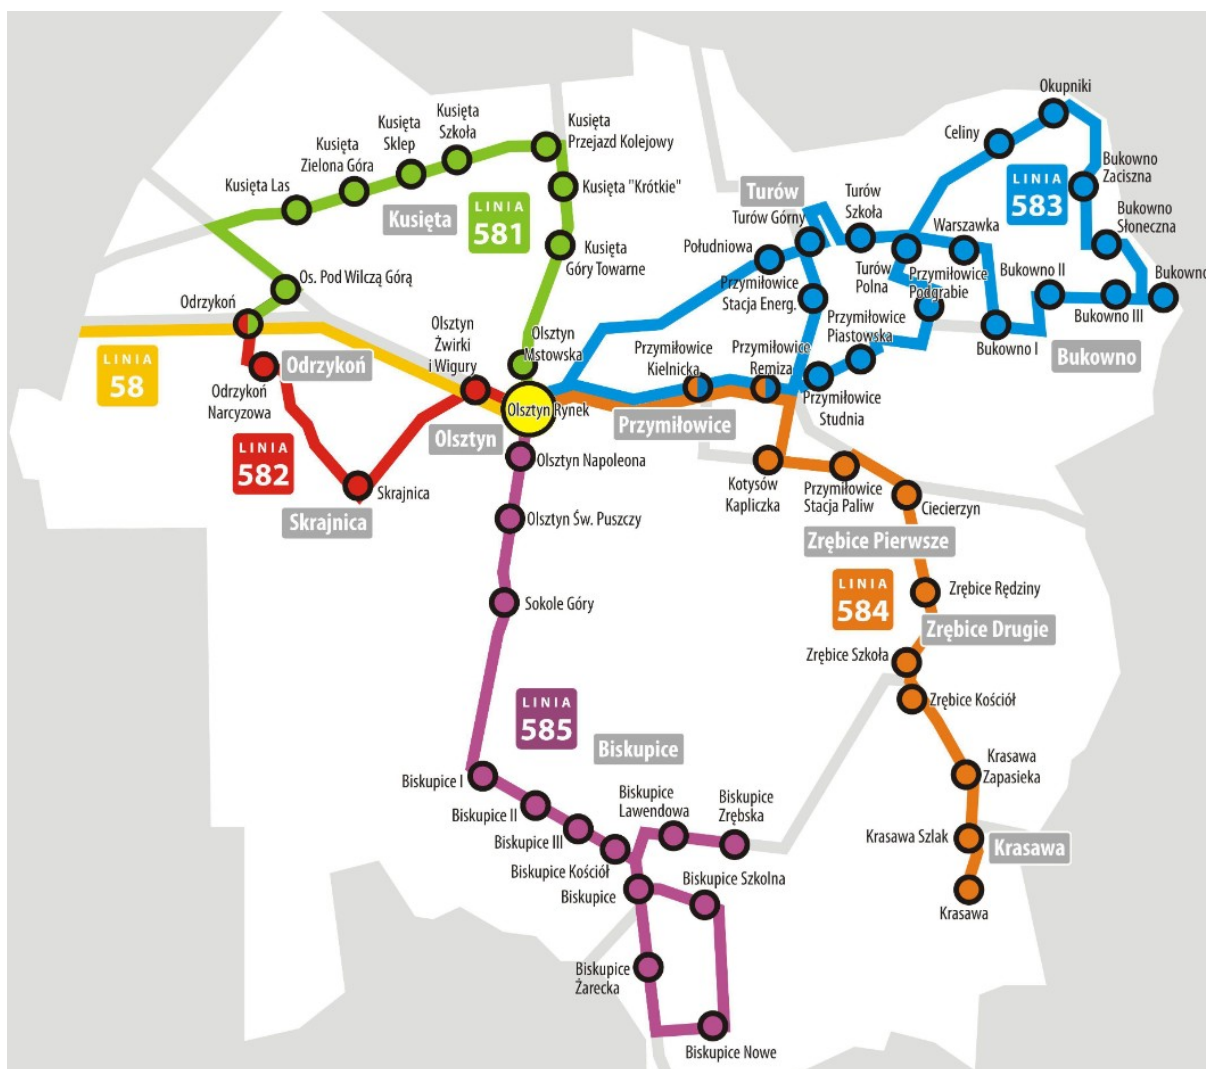 Okupniki
Celiny
Kusięta
Szkoła
Kusięta
Sklep
Kusięta
Przejazd Kolejowy
Kusięta
Zielona Góra
Kusięta Las
Kusięta "Krótkie"
Kusięta
LINIA
581
Kusięta
Góry Towarne
Os. Pod Wilczą Górą
Odrzykoń
LINIA
58
Odrzykoń
Odrzykoń
Narcyzowa
LINIA
582
Skrajnica
Skrajnica
Olsztyn
Żwirki
i Wigury
Olsztyn
Mstowska
Olsztyn Rynek
Olsztyn
Turów
Turów Górny
Turów
Szkoła
Południowa
Warszawka
LINIA
583
Bukowno
Zaciszna
Bukowno
Słoneczna
Bukowno
Bukowno II
Bukowno III
Bukowno I
Bukowno
Turów
Polna
Przymiłowice
Podgrabie
Przymiłowice
Stacja Energ.
Przymiłowice
Piastowska
Przymiłowice
Kielnicka
Przymiłowice
Remiza
Przymiłowice
Studnia
Przymiłowice
Olsztyn Napoleona
Olsztyn Św. Puszczy
Sokole Góry
Kotysów
Kapliczka
Przymiłowice
Stacja Paliw
Ciecierzyn
Zrębice Pierwsze
LINIA
584
Zrębice Rędziny
Zrębice Drugie
Zrębice Szkoła
Zrębice Kościół
Krasawa
Zapasieka
Krasawa Szlak
Krasawa
Krasawa
LINIA
585
Biskupice
Biskupice I
Biskupice II
Biskupice III
Biskupice Kościół
Biskupice
Biskupice
Lawendowa
Biskupice
Zrębska
Biskupice Szkolna
Biskupice
Żarecka
Biskupice Nowe